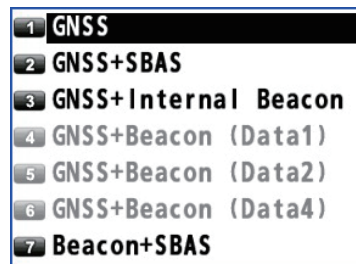 1 GNSS
2 GNSS+SBAS
3 GNSS+Internal Beacon
4 GNSS+Beacon (Data1)
5 GNSS+Beacon (Data2)
6 GNSS+Beacon (Data4)
7 Beacon+SBAS